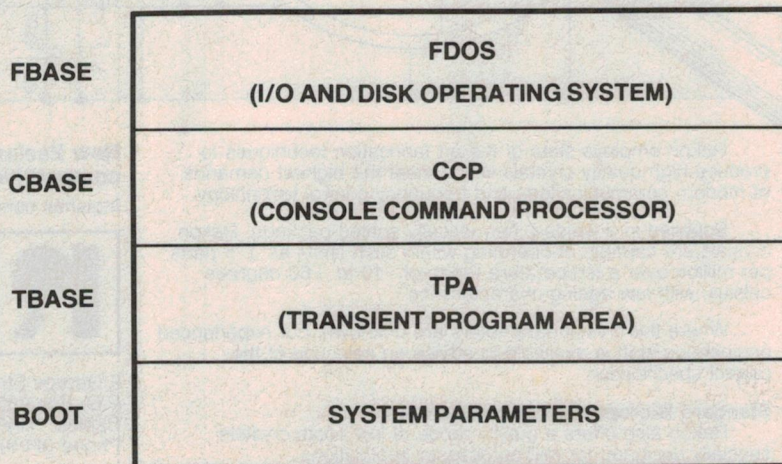 FBASE
FDOS
(I/O AND DISK OPERATING SYSTEM)
CBASE
CCP
(CONSOLE COMMAND PROCESSOR)
TBASE
TPA
(TRANSIENT PROGRAM AREA)
BOOT
SYSTEM PARAMETERS